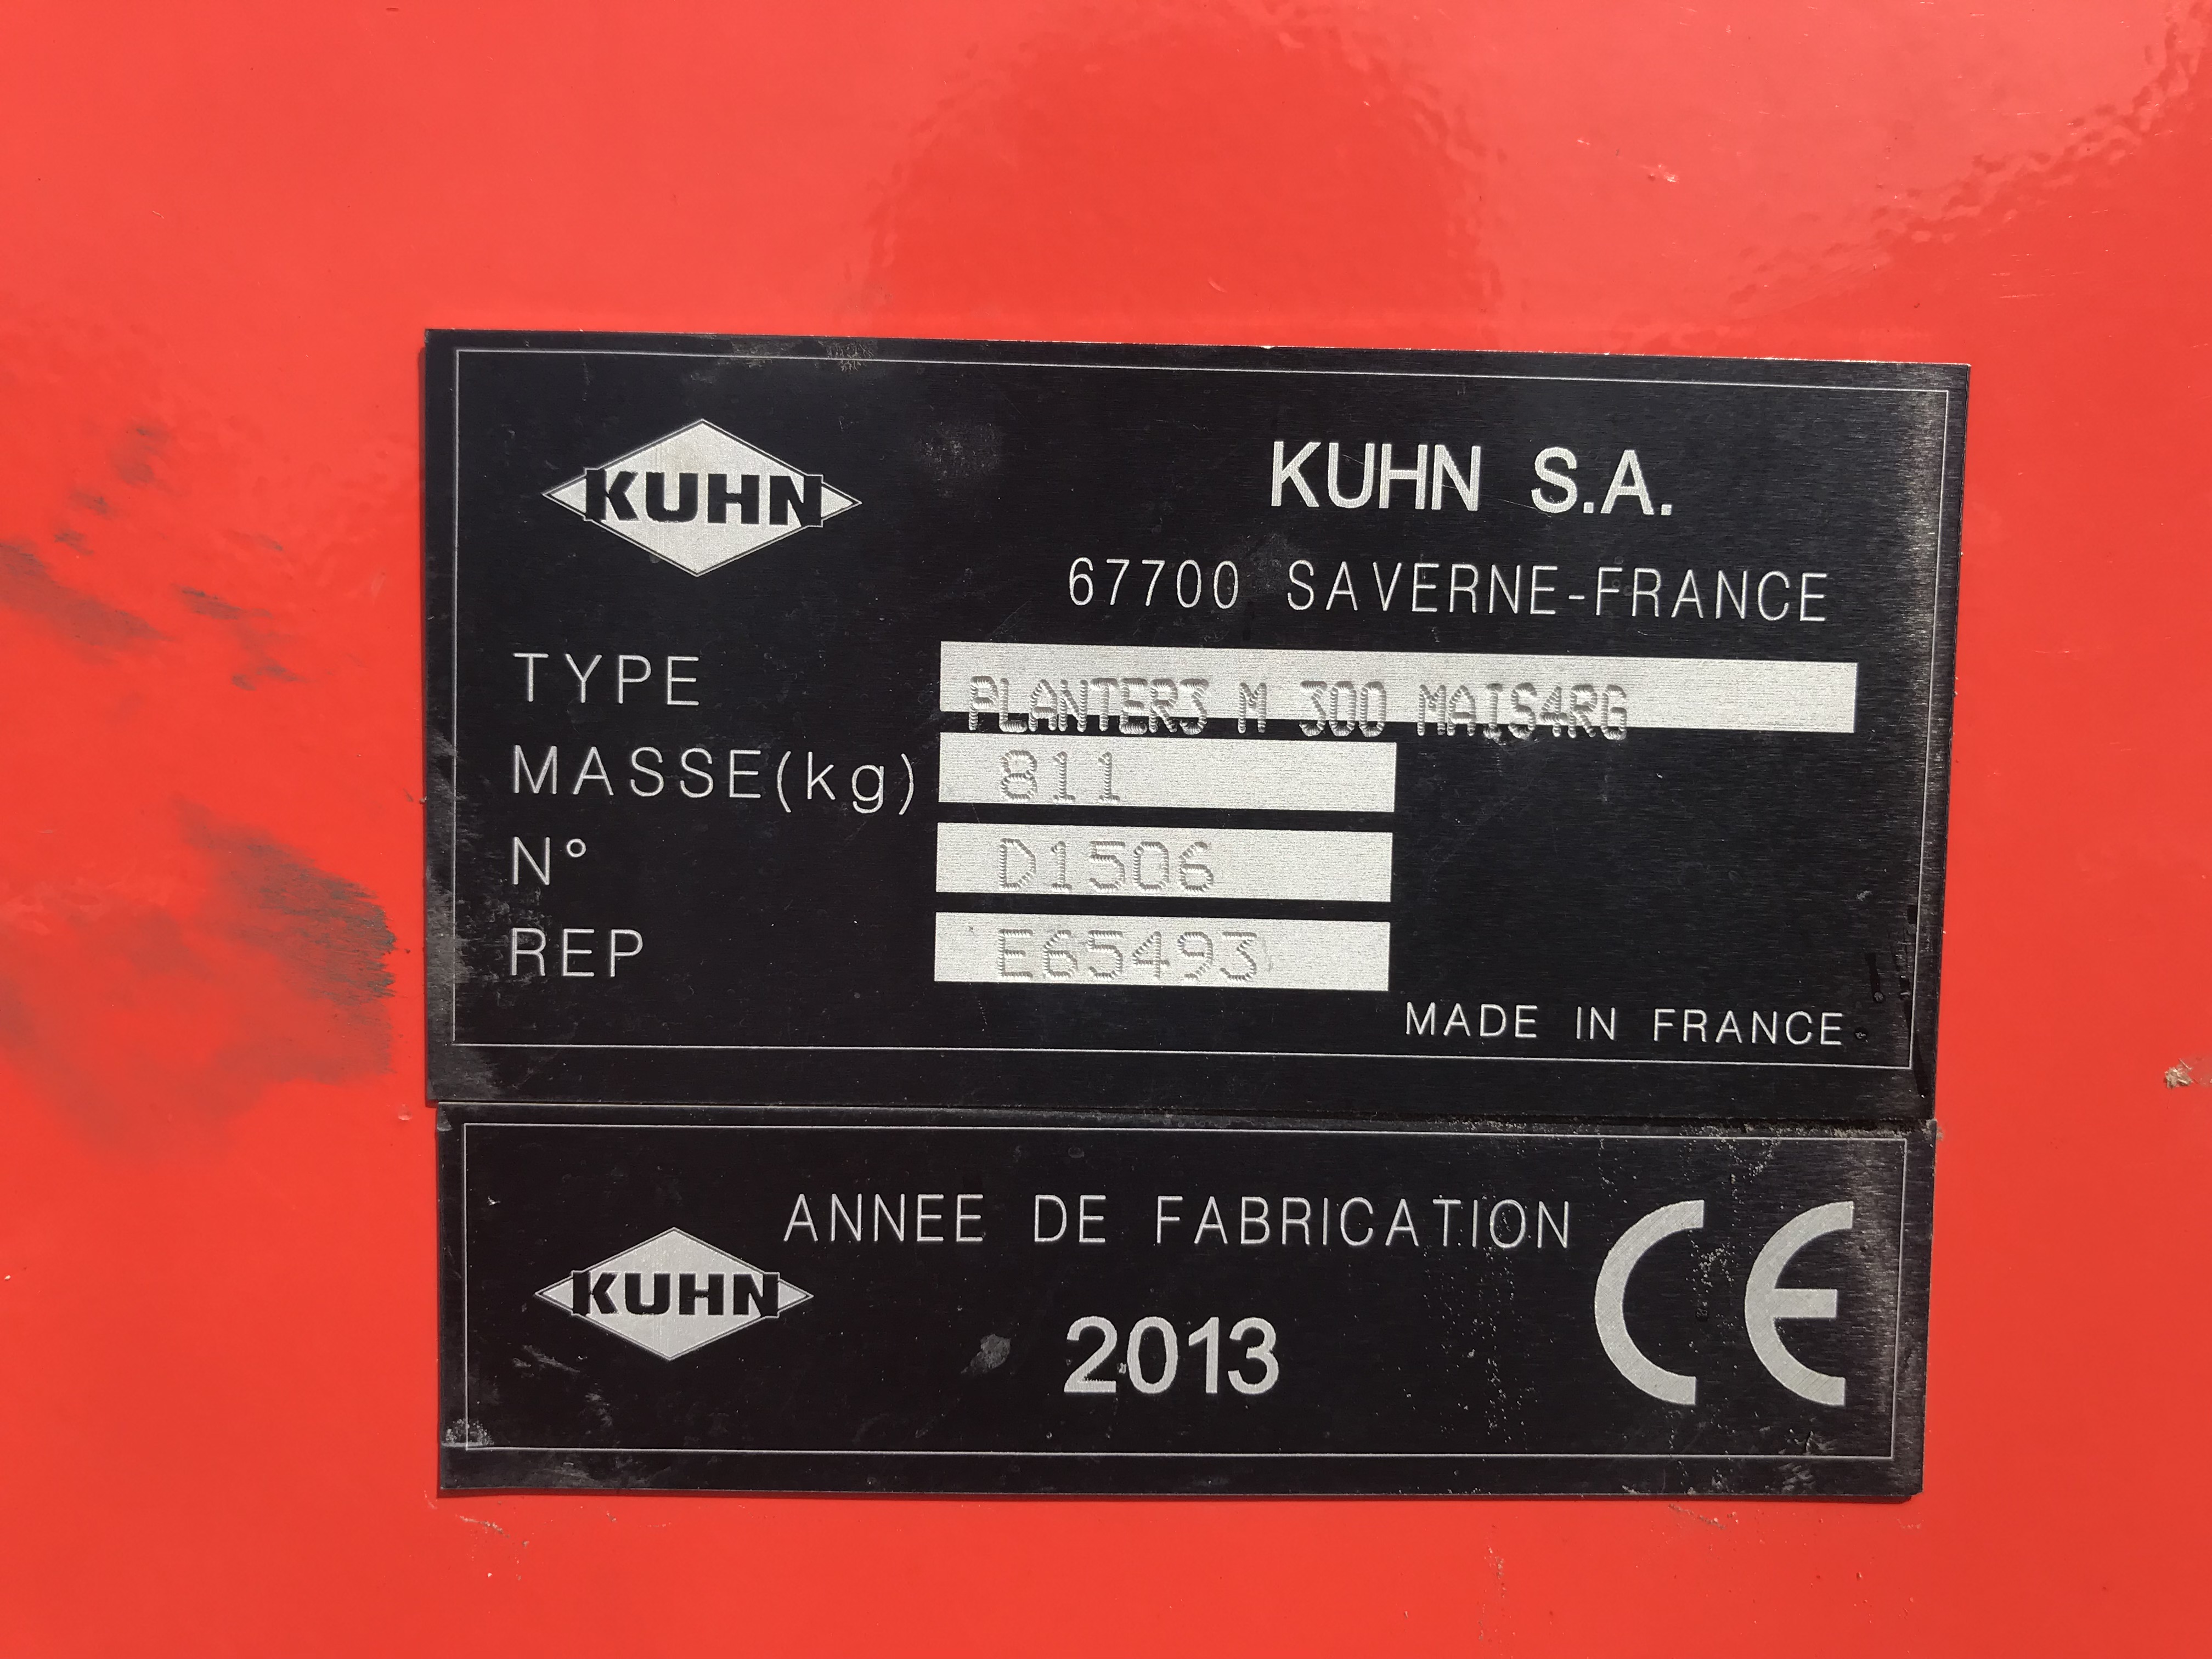 KUHN
KUHN S.A.
67700 SAVERNE-FRANCE
TYPE PLANTER3 M 300 MAIS4RG
MASSE(kg) 811
N° D1506
REP E65493
MADE IN FRANCE
ANNEE DE FABRICATION
KUHN
2013
CE